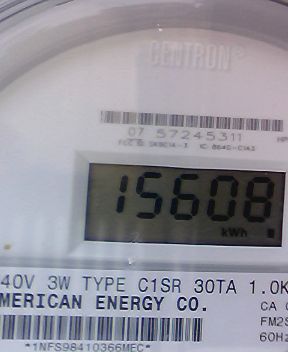 CENTRON®
07 57245311
15608
kWh
40V 3W TYPE C1SR 30TA 1.0K
MERICAN ENERGY CO.
CA
FM2S
60Hz
*1NFS98410366MEC*